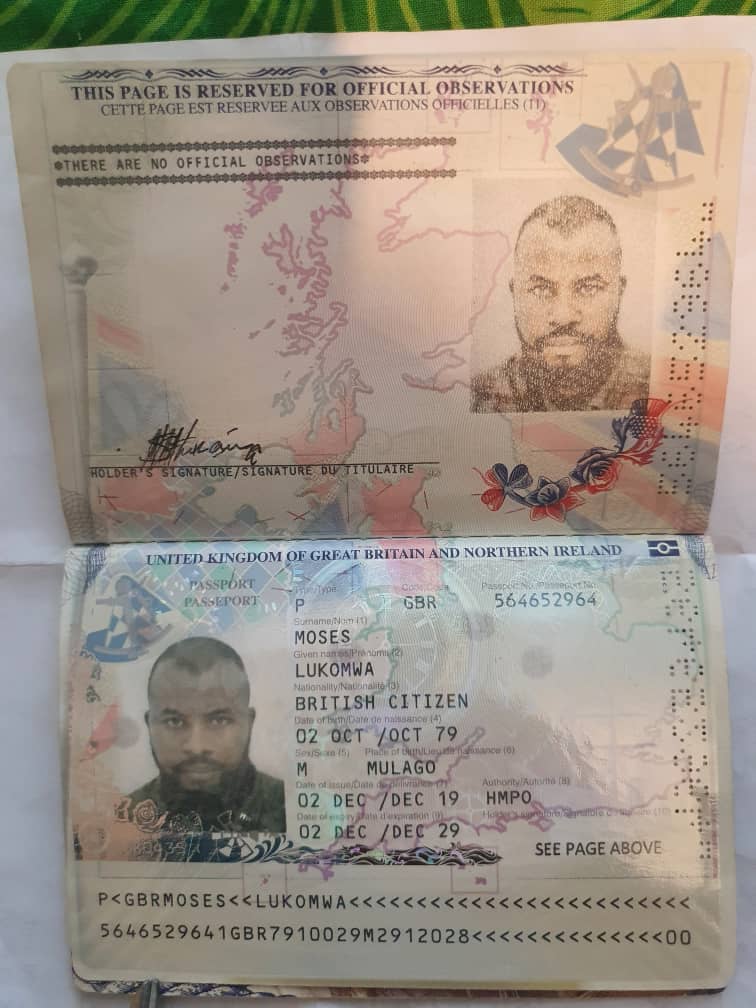 THIS PAGE IS RESERVED FOR OFFICIAL OBSERVATIONS
CETTE PAGE EST RESERVEE AUX OBSERVATIONS OFFICIELLES (11)
*THERE ARE NO OFFICIAL OBSERVATIONS*
HOLDER'S SIGNATURE/SIGNATURE DU TITULAIRE
UNITED KINGDOM OF GREAT BRITAIN AND NORTHERN IRELAND
PASSPORT
PASSEPORT
Type/Type Code/Code Passport No./Passeport No.
P GBR 564652964
Surname/Nom (1)
MOSES
Given names/Prénoms (2)
LUKOMWA
Nationality/Nationalité (3)
BRITISH CITIZEN
Date of birth/Date de naissance (4)
02 OCT /OCT 79
Sex/Sexe (5) Place of birth/Lieu de naissance (6)
M MULAGO
Date of issue/Date de délivrance (7) Authority/Autorité (8)
02 DEC /DEC 19 HMPO
Date of expiry/Date d'expiration (9) Holder's signature/Signature du titulaire (10)
02 DEC /DEC 29
SEE PAGE ABOVE
P<GBRMOSES<<LUKOMWA<<<<<<<<<<<<<<<<<<<<<<<<<
5646529641GBR7910029M2912028<<<<<<<<<<<<<<00